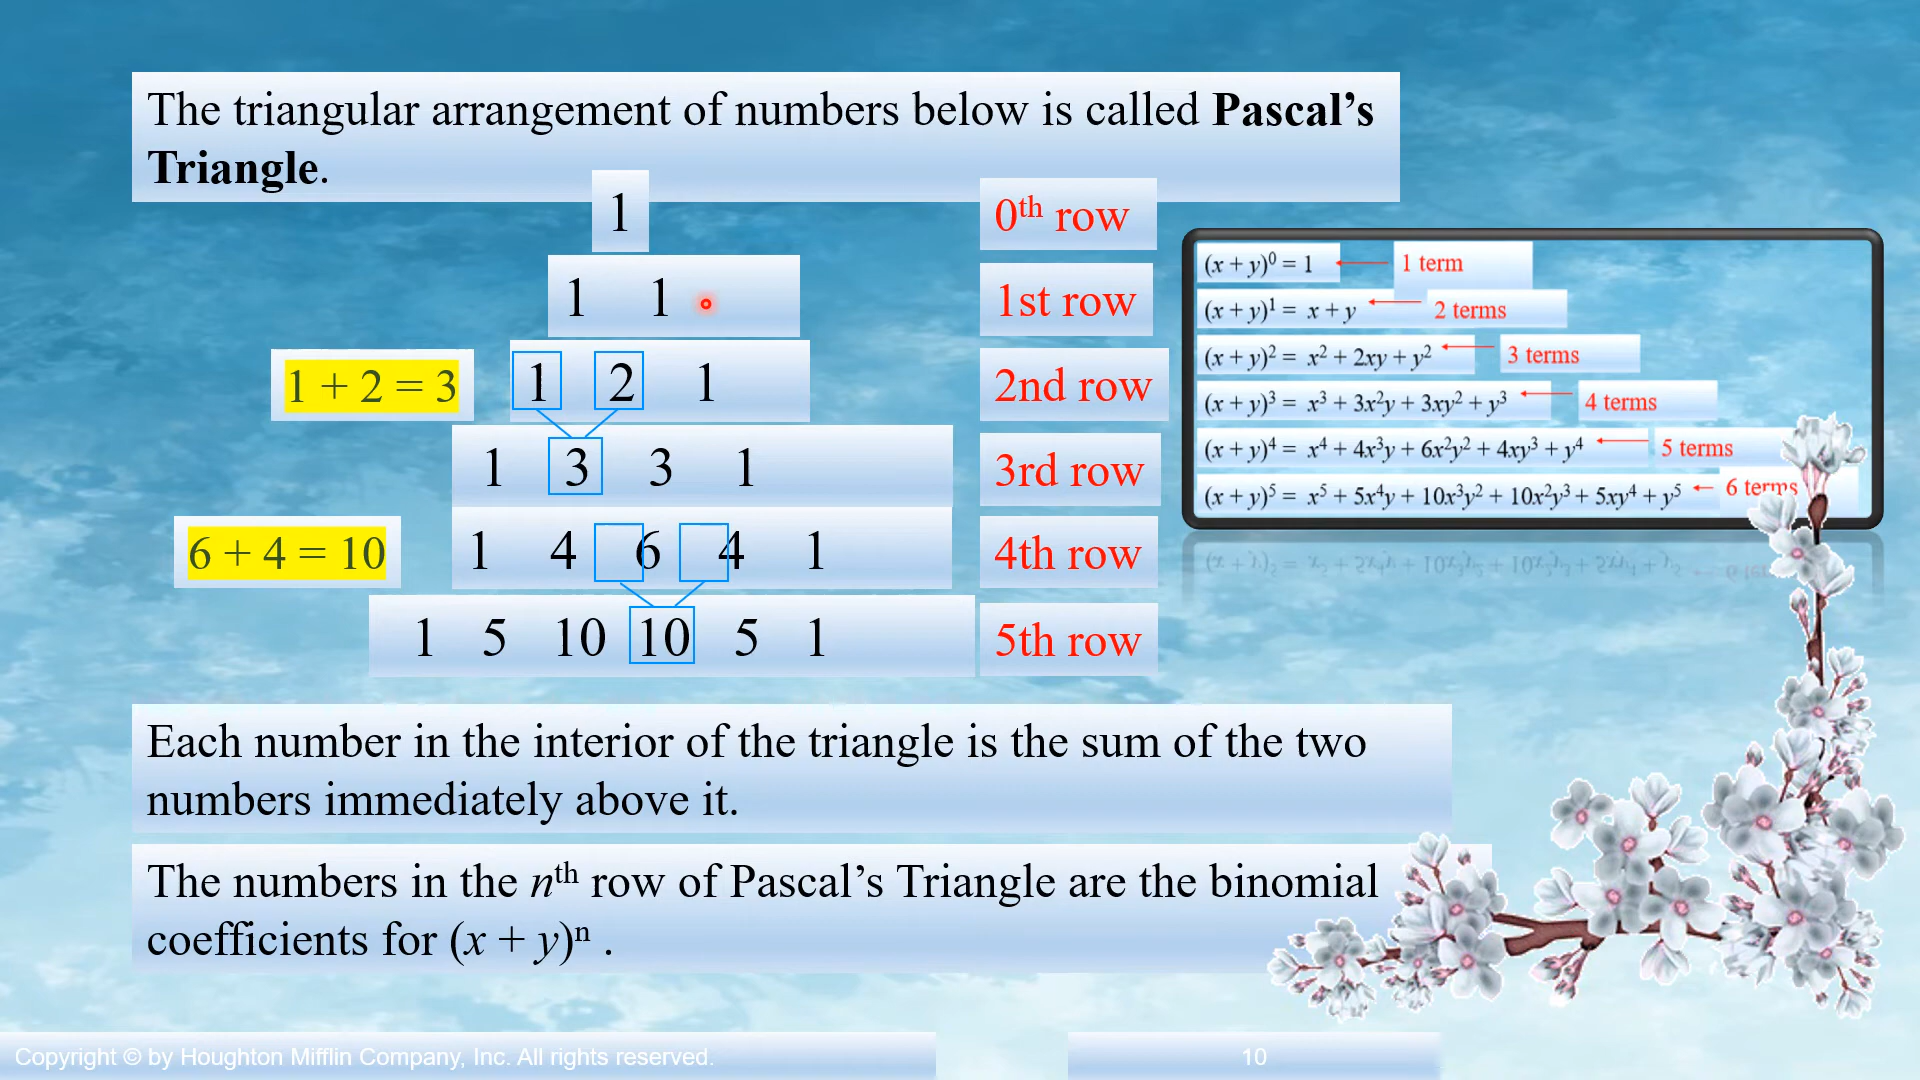 The triangular arrangement of numbers below is called Pascal’s
Triangle.
1
0th row
1 1
1st row
1 + 2 = 3
1 2 1
2nd row
1 3 3 1
3rd row
6 + 4 = 10
1 4 6 4 1
4th row
1 5 10 10 5 1
5th row
(x + y)⁰ = 1
1 term
(x + y)¹ = x + y
2 terms
(x + y)² = x² + 2xy + y²
3 terms
(x + y)³ = x³ + 3x²y + 3xy² + y³
4 terms
(x + y)⁴ = x⁴ + 4x³y + 6x²y² + 4xy³ + y⁴
5 terms
(x + y)⁵ = x⁵ + 5x⁴y + 10x³y² + 10x²y³ + 5xy⁴ + y⁵
6 terms
Each number in the interior of the triangle is the sum of the two
numbers immediately above it.
The numbers in the nth row of Pascal’s Triangle are the binomial
coefficients for (x + y)ⁿ .
Copyright © by Houghton Mifflin Company, Inc. All rights reserved.
10